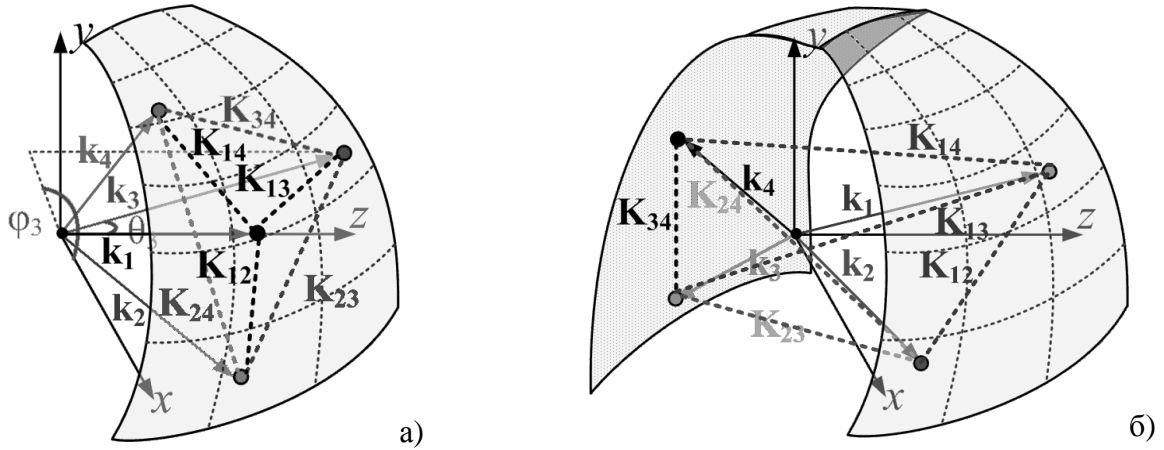 y
K₃₄
K₁₄
k₄
k₃
K₁₃
φ₃
θ₃
z
k₁
K₁₂
k₂
K₂₄
K₂₃
x
а)
y
K₁₄
k₄
K₂₄
k₁
K₃₄
K₁₃
z
k₃
k₂
K₁₂
K₂₃
x
б)